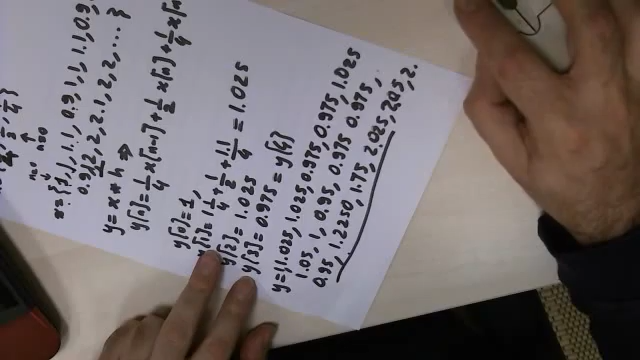 n=0 n=0
x= {1, 1, 1.1, 0.9, 1, 1, 1.1, 0.9,
0.9, 2, 2, 2.1, 2, 2, ...}
y = x * h ⇒
y[n] = 1/4 x[n+1] + 1/2 x[n] + 1/4 x[n
y[0] = 1,
y[1] = 1 1/4 + 1/2 + 1.1/4 = 1.025
y[2] = 1.025
y[3] = 0.975 = y[4]
y = {1.025, 1.025, 0.975, 0.975, 1.025
1.05, 1, 0.95, 0.975 0.975,
0.95, 1.2250, 1.75, 2.025, 2.05, 2.